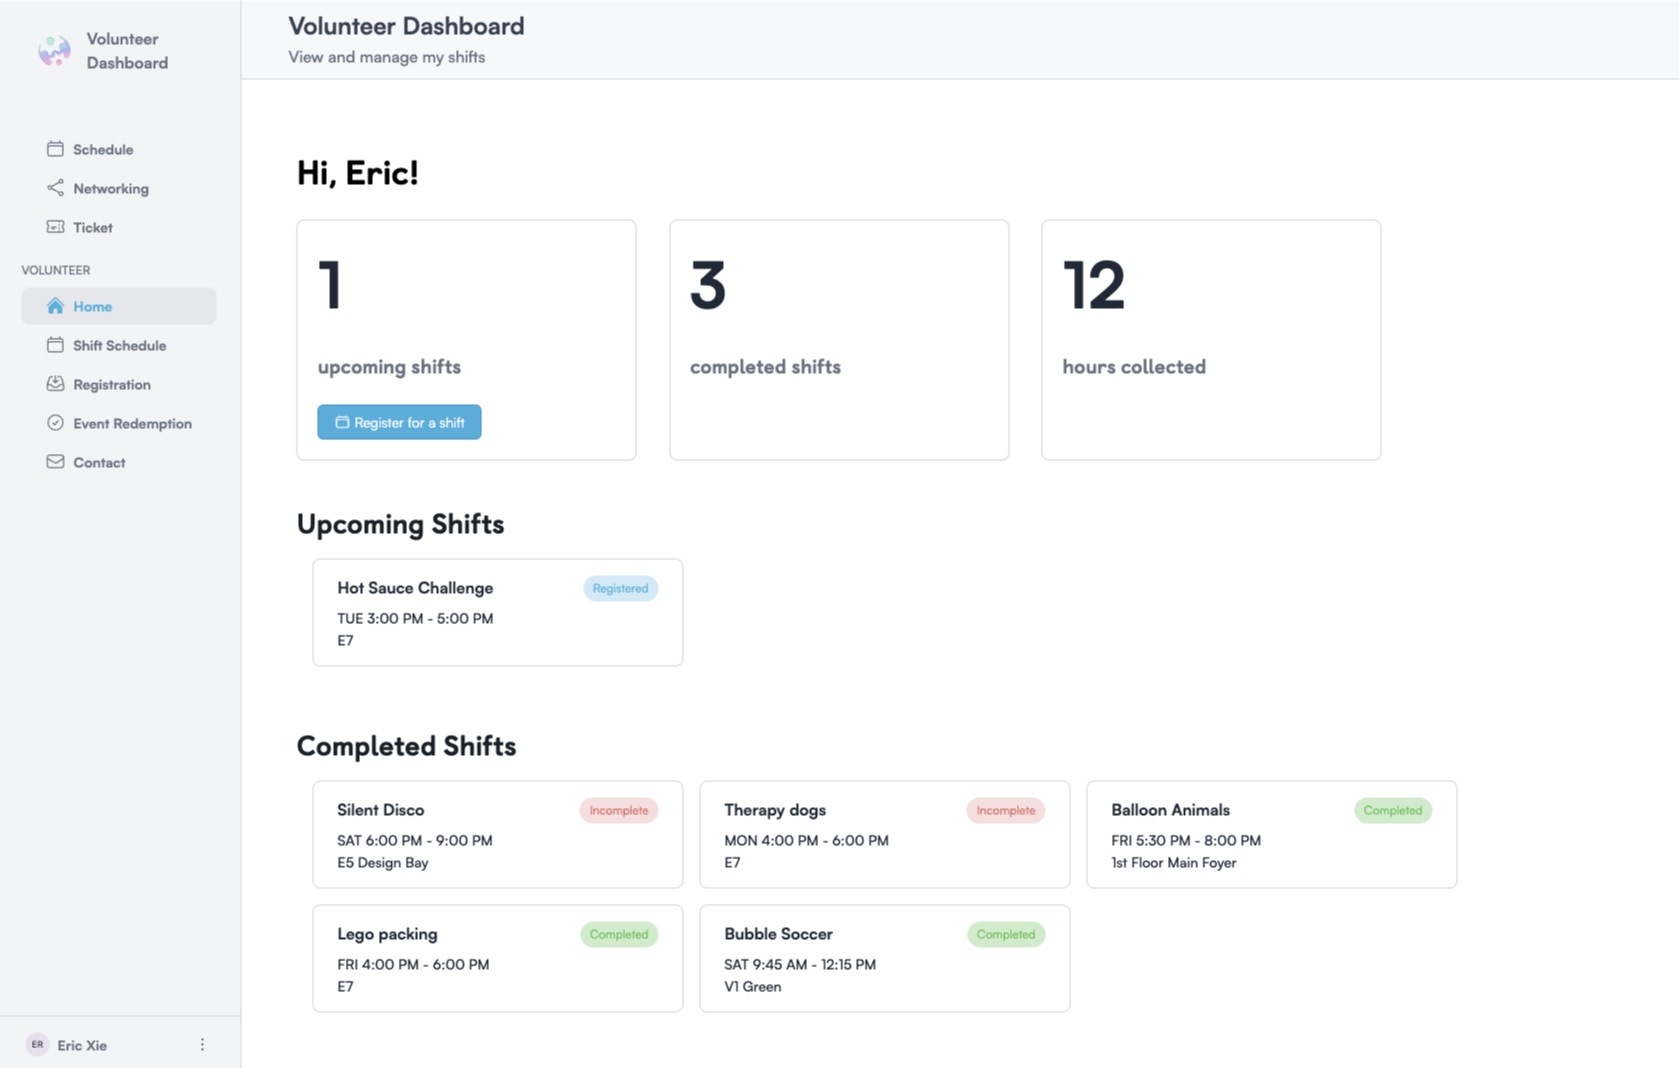 Volunteer
Dashboard
Schedule
Networking
Ticket
VOLUNTEER
Home
Shift Schedule
Registration
Event Redemption
Contact
ER
Eric Xie
Volunteer Dashboard
View and manage my shifts
Hi, Eric!
1
upcoming shifts
Register for a shift
3
completed shifts
12
hours collected
Upcoming Shifts
Hot Sauce Challenge
Registered
TUE 3:00 PM - 5:00 PM
E7
Completed Shifts
Silent Disco
Incomplete
SAT 6:00 PM - 9:00 PM
E5 Design Bay
Therapy dogs
Incomplete
MON 4:00 PM - 6:00 PM
E7
Balloon Animals
Completed
FRI 5:30 PM - 8:00 PM
1st Floor Main Foyer
Lego packing
Completed
FRI 4:00 PM - 6:00 PM
E7
Bubble Soccer
Completed
SAT 9:45 AM - 12:15 PM
V1 Green